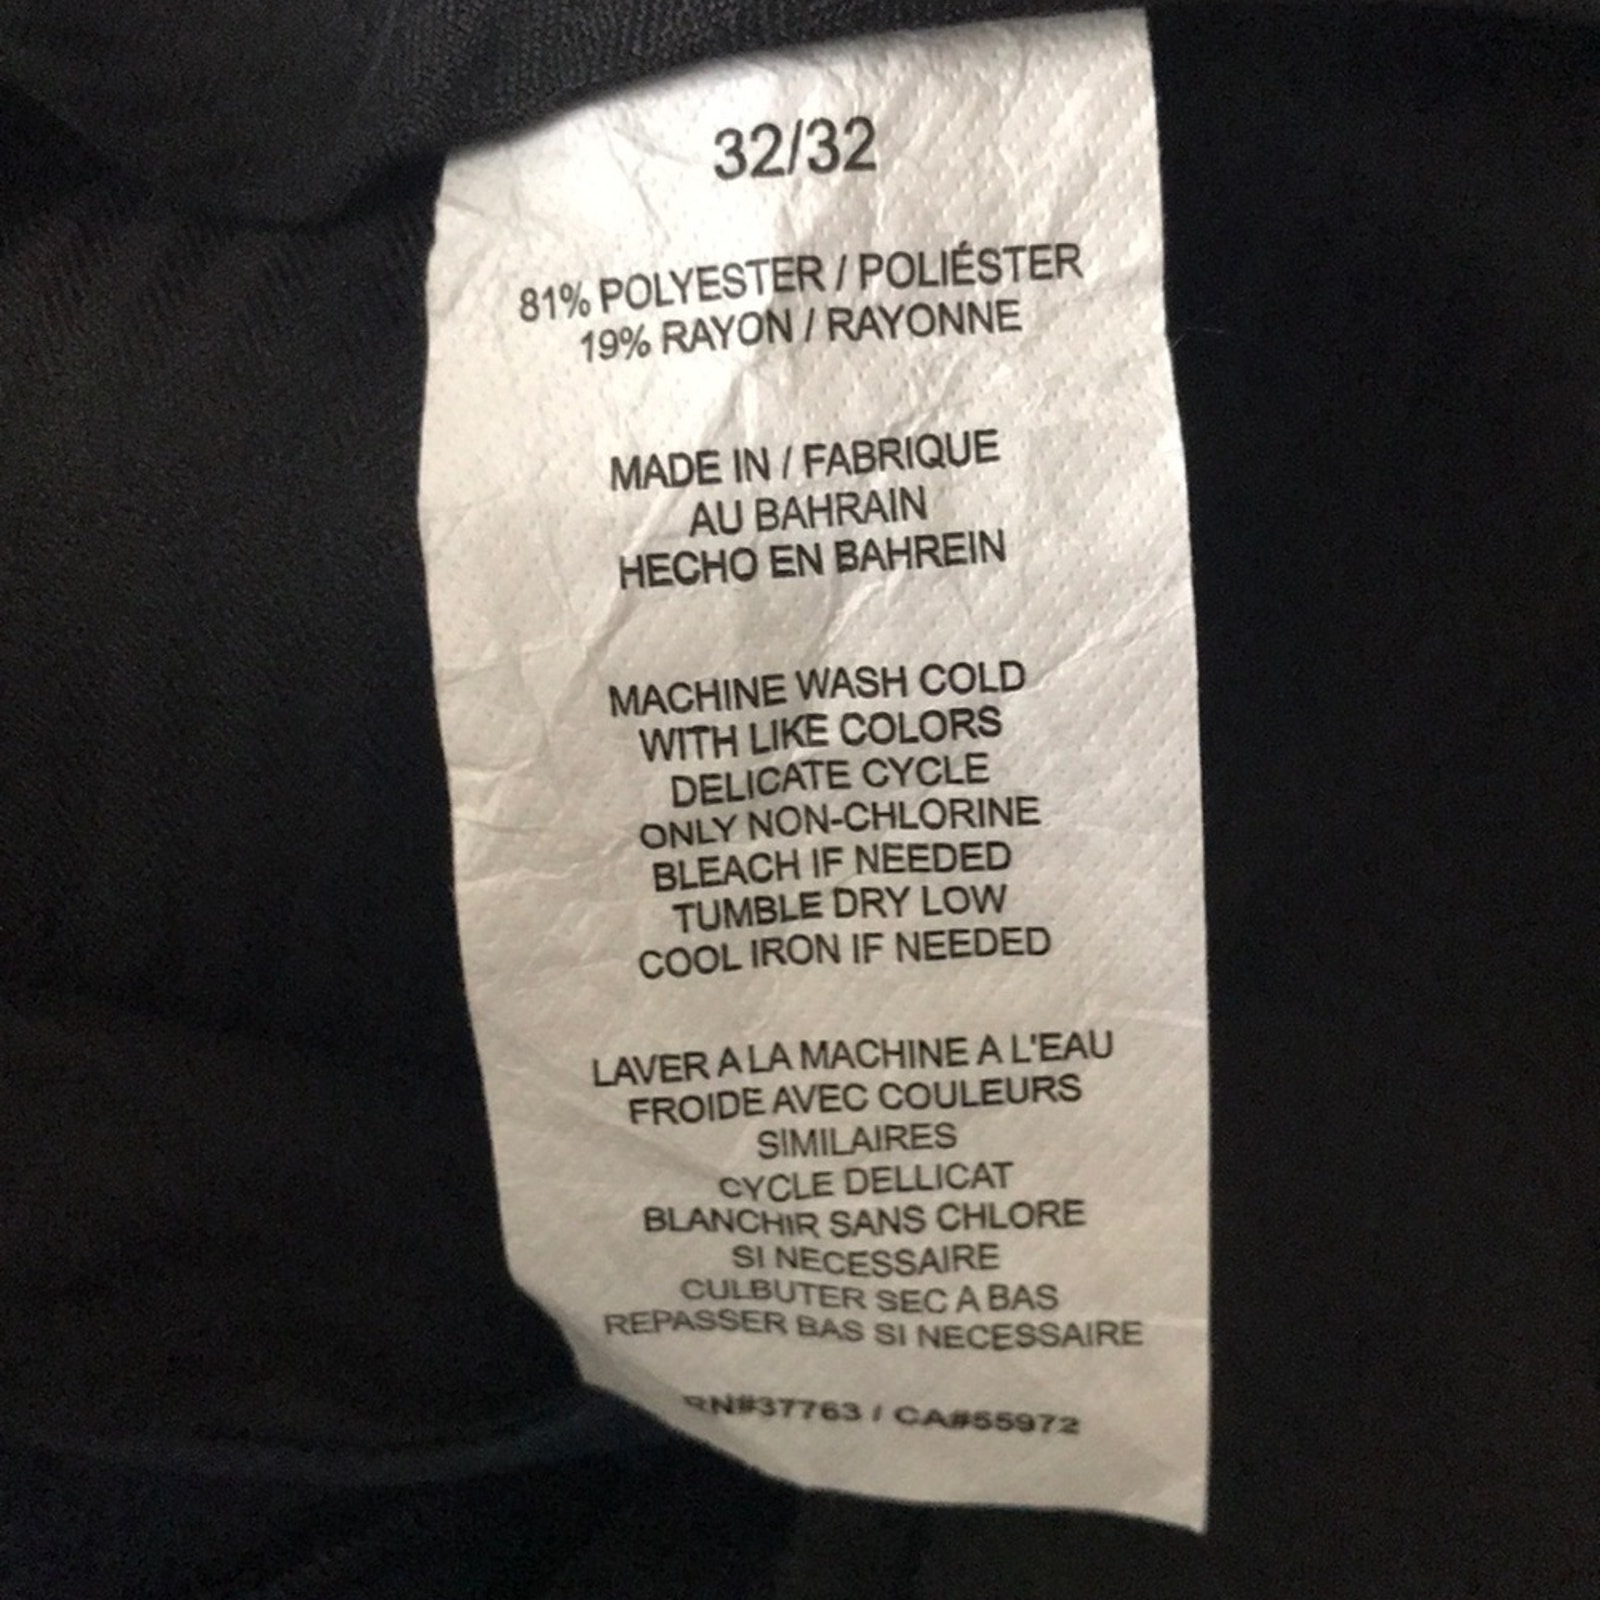 32/32
81% POLYESTER / POLIÉSTER
19% RAYON / RAYONNE
MADE IN / FABRIQUE
AU BAHRAIN
HECHO EN BAHREIN
MACHINE WASH COLD
WITH LIKE COLORS
DELICATE CYCLE
ONLY NON-CHLORINE
BLEACH IF NEEDED
TUMBLE DRY LOW
COOL IRON IF NEEDED
LAVER A LA MACHINE A L'EAU
FROIDE AVEC COULEURS
SIMILAIRES
CYCLE DELLICAT
BLANCHIR SANS CHLORE
SI NECESSAIRE
CULBUTER SEC A BAS
REPASSER BAS SI NECESSAIRE
RN#37763 / CA#55972